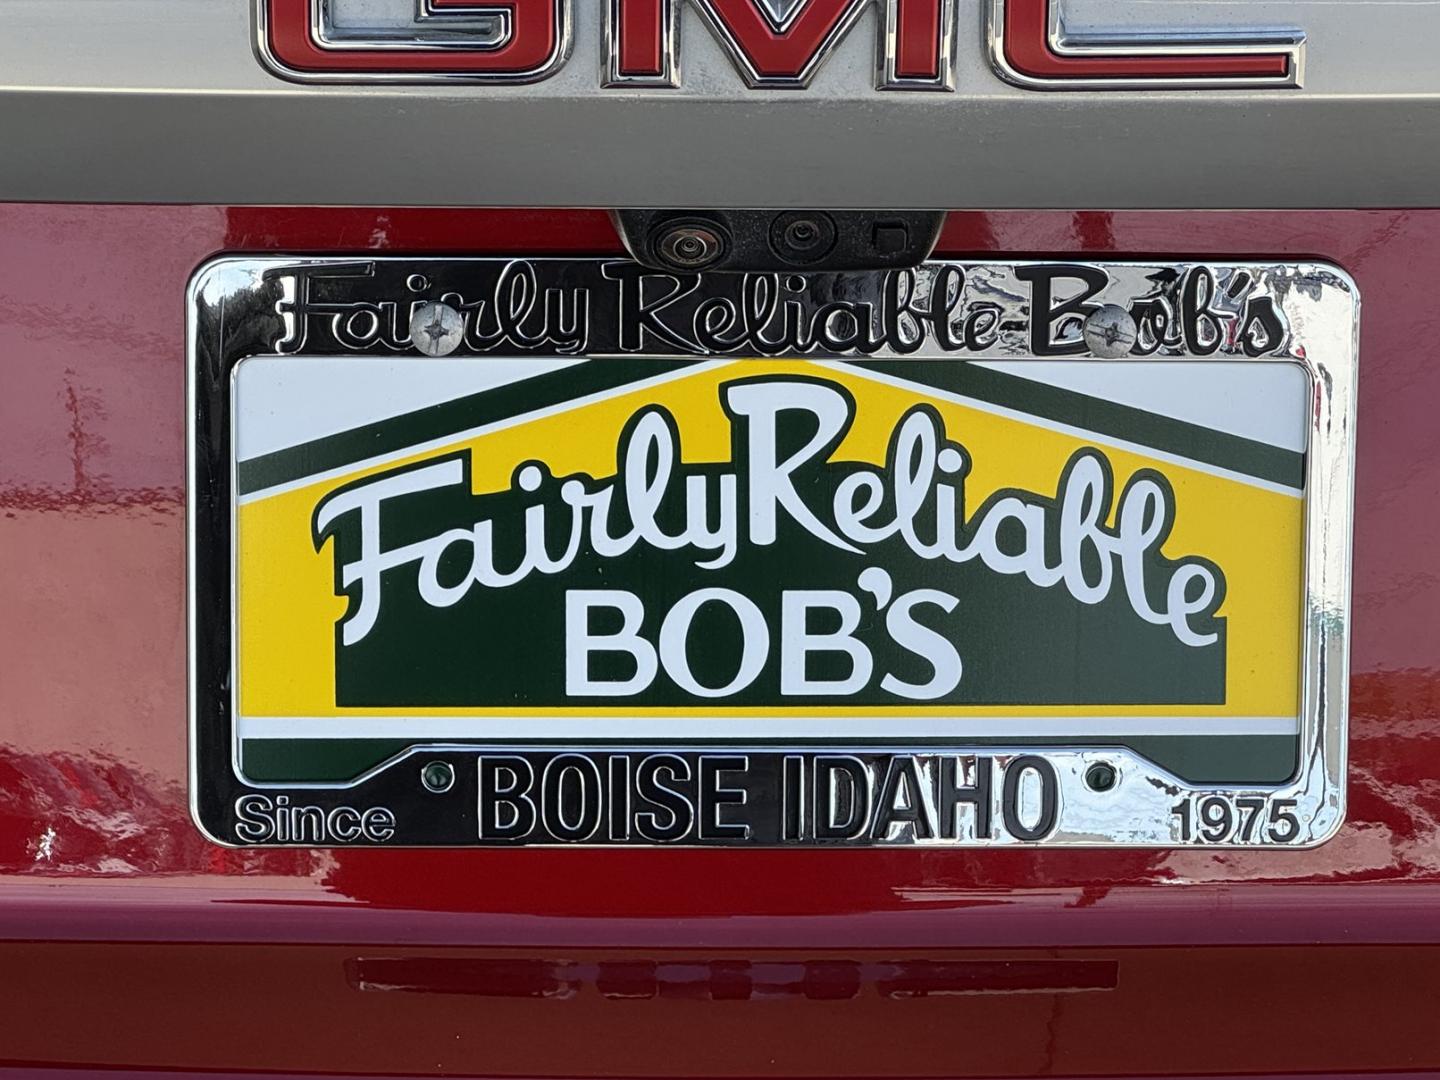 GMC
Fairly Reliable Bob's
Fairly Reliable
BOB'S
Since BOISE IDAHO 1975